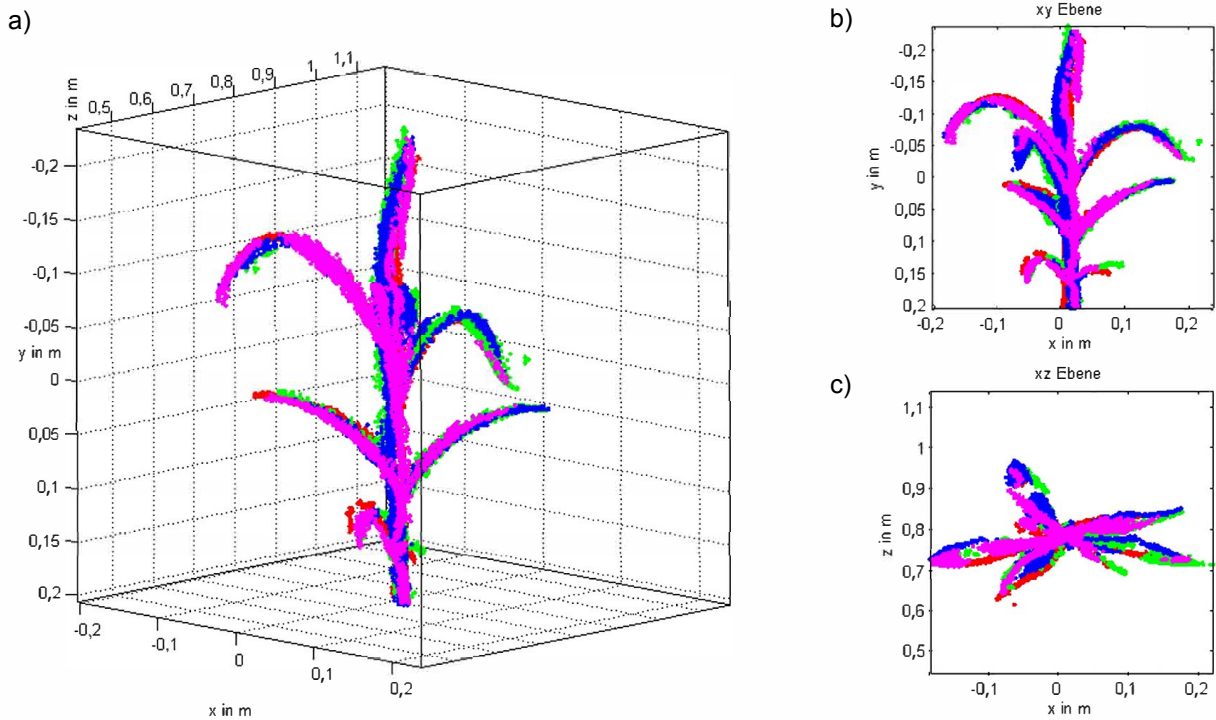 a)
z in m
0,5 0,6 0,7 0,8 0,9 1 1,1
-0,2
-0,15
-0,1
-0,05
y in m
0
0,05
0,1
0,15
0,2
-0,2 -0,1 0 0,1 0,2
x in m
b)
xy Ebene
-0,2
-0,15
-0,1
-0,05
y in m
0
0,05
0,1
0,15
0,2
-0,2 -0,1 0 0,1 0,2
x in m
c)
xz Ebene
1,1
1
0,9
z in m
0,8
0,7
0,6
0,5
-0,1 0 0,1 0,2
x in m